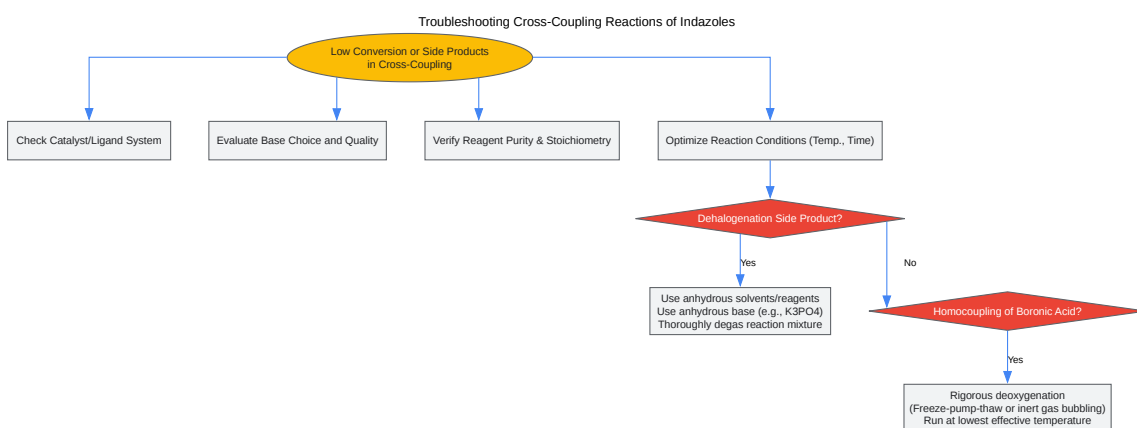 Troubleshooting Cross-Coupling Reactions of Indazoles
Low Conversion or Side Products
in Cross-Coupling
Check Catalyst/Ligand System
Evaluate Base Choice and Quality
Verify Reagent Purity & Stoichiometry
Optimize Reaction Conditions (Temp., Time)
Dehalogenation Side Product?
Yes
No
Use anhydrous solvents/reagents
Use anhydrous base (e.g., K3PO4)
Thoroughly degas reaction mixture
Homocoupling of Boronic Acid?
Yes
Rigorous deoxygenation
(Freeze-pump-thaw or inert gas bubbling)
Run at lowest effective temperature